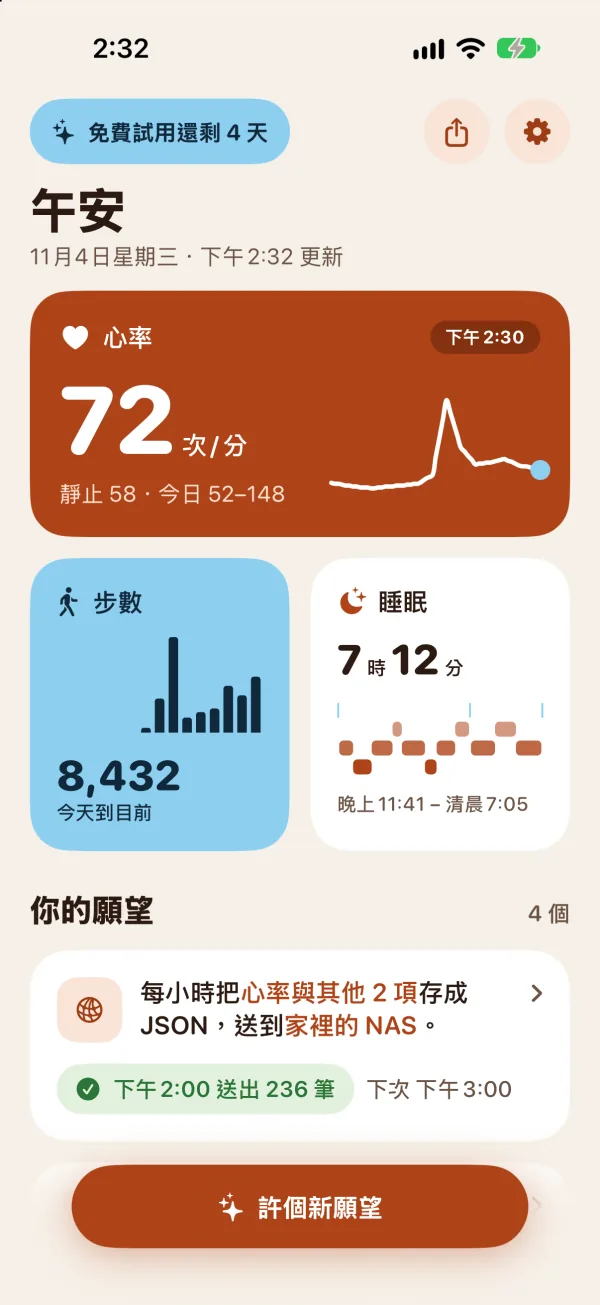 2:32
免費試用還剩 4 天
午安
11月4日星期三 · 下午2:32 更新
心率
下午2:30
72 次/分
靜止 58 · 今日 52–148
步數
8,432
今天到目前
睡眠
7 時 12 分
晚上11:41 – 清晨7:05
你的願望
4 個
每小時把心率與其他 2 項存成
JSON，送到家裡的 NAS。
下午2:00 送出 236 筆
下次 下午3:00
許個新願望